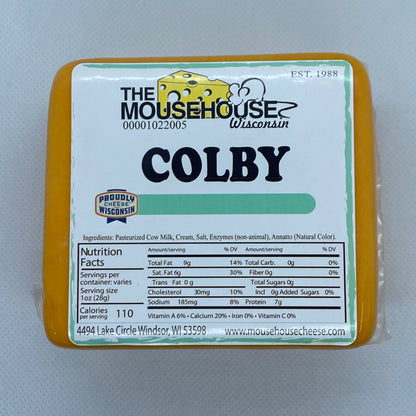 EST. 1988
THE
MOUSEHOUSE
Wisconsin
00001022005
COLBY
PROUDLY
CHEESE
WISCONSIN
Ingredients: Pasteurized Cow Milk, Cream, Salt, Enzymes (non-animal), Annatto (Natural Color).
Nutrition
Facts
Servings per
container: varies
Serving size
1oz (28g)
Calories
per serving 110
Amount/serving % DV Amount/serving % DV
Total Fat 9g 14% Total Carb. 0g 0%
Sat. Fat 6g 30% Fiber 0g 0%
Trans Fat 0 g Total Sugars 0g
Cholesterol 30mg 10% Incl 0g Added Sugars 0%
Sodium 185mg 8% Protein 7g
Vitamin A 6% • Calcium 20% • Iron 0% • Vitamin C 0%
4494 Lake Circle Windsor, WI 53598 www.mousehousecheese.com